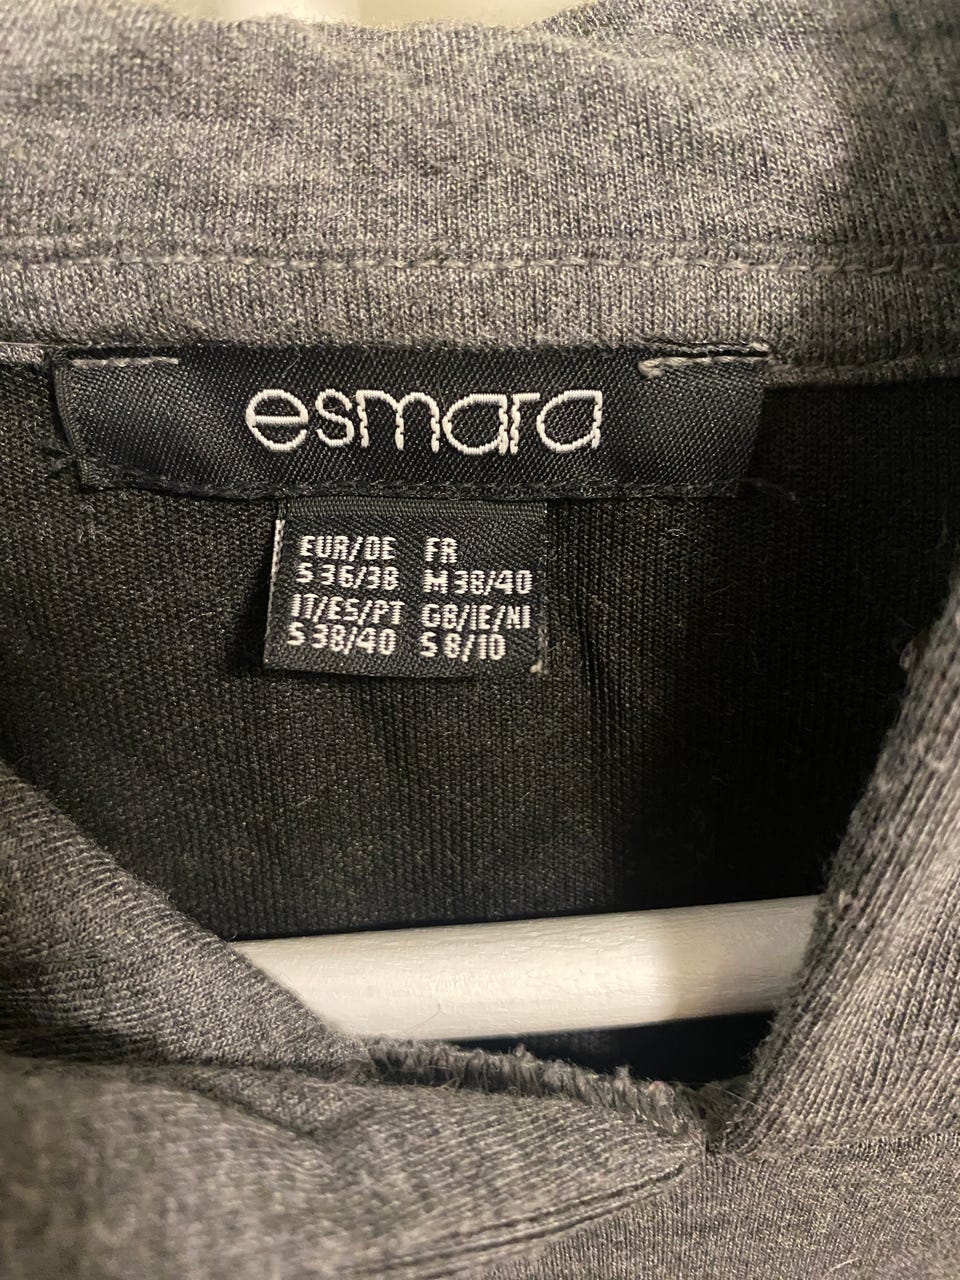 esmara
EUR/DE FR
S 36/38 M 38/40
IT/ES/PT GB/IE/NI
S 38/40 S 8/10